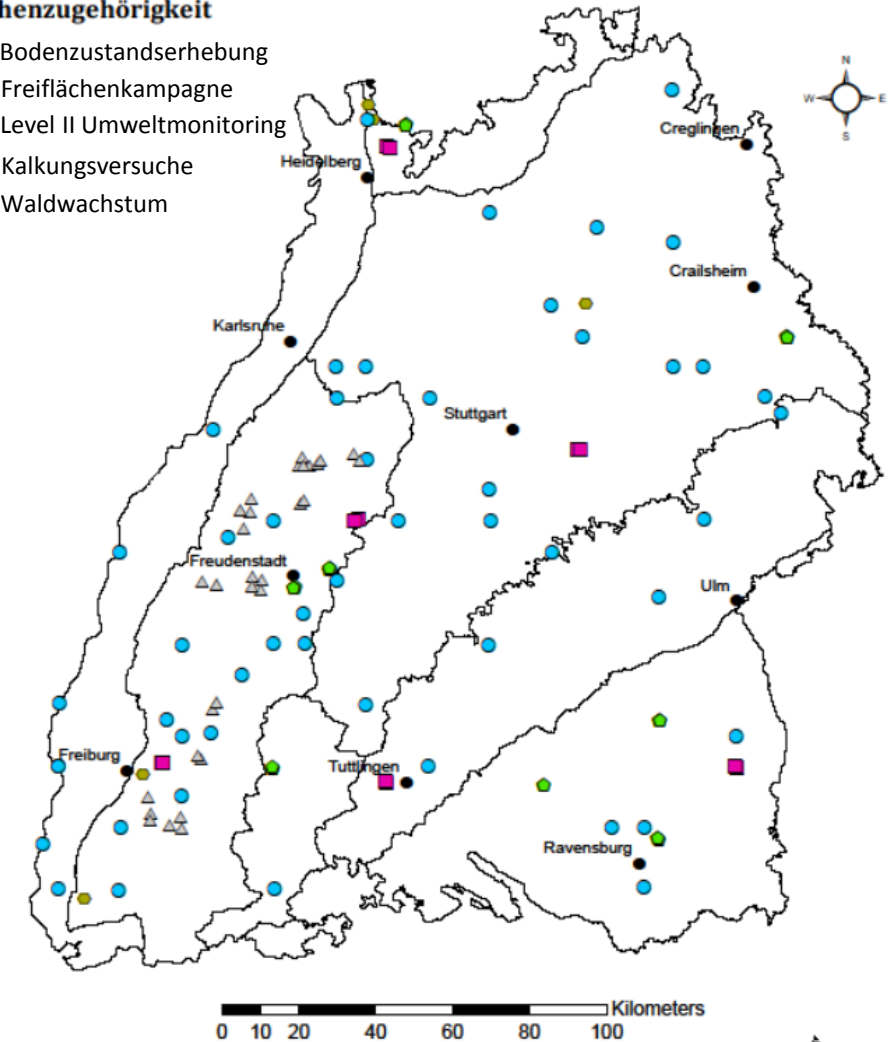 henzugehörigkeit
Bodenzustandserhebung
Freiflächenkampagne
Level II Umweltmonitoring
Kalkungsversuche
Waldwachstum
N
W E
S
Creglingen
Heidelberg
Crailsheim
Karlsruhe
Stuttgart
Freudenstadt
Ulm
Freiburg
Tuttlingen
Ravensburg
Kilometers
0 10 20 40 60 80 100